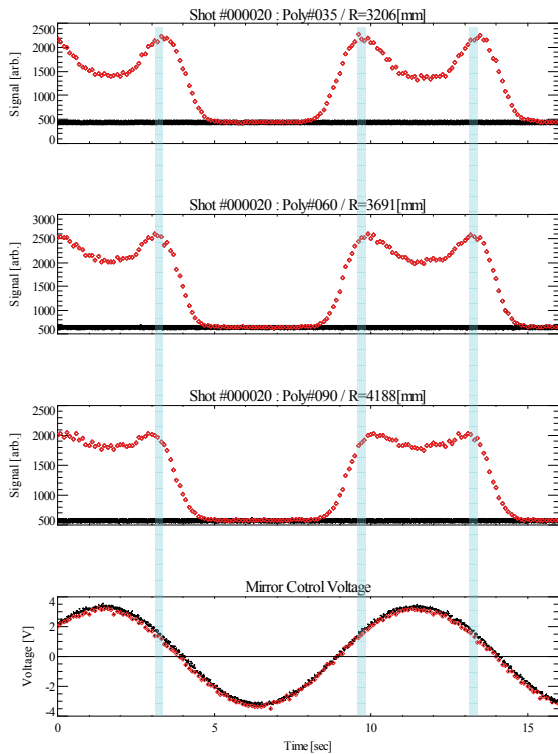 Shot #000020 : Poly#035 / R=3206[mm]
2500
2000
1500
1000
500
0
Signal [arb.]
Shot #000020 : Poly#060 / R=3691[mm]
3000
2500
2000
1500
1000
500
Signal [arb.]
Shot #000020 : Poly#090 / R=4188[mm]
2500
2000
1500
1000
500
Signal [arb.]
Mirror Cotrol Voltage
4
2
0
-2
-4
Voltage [V]
0 5 10 15
Time [sec]